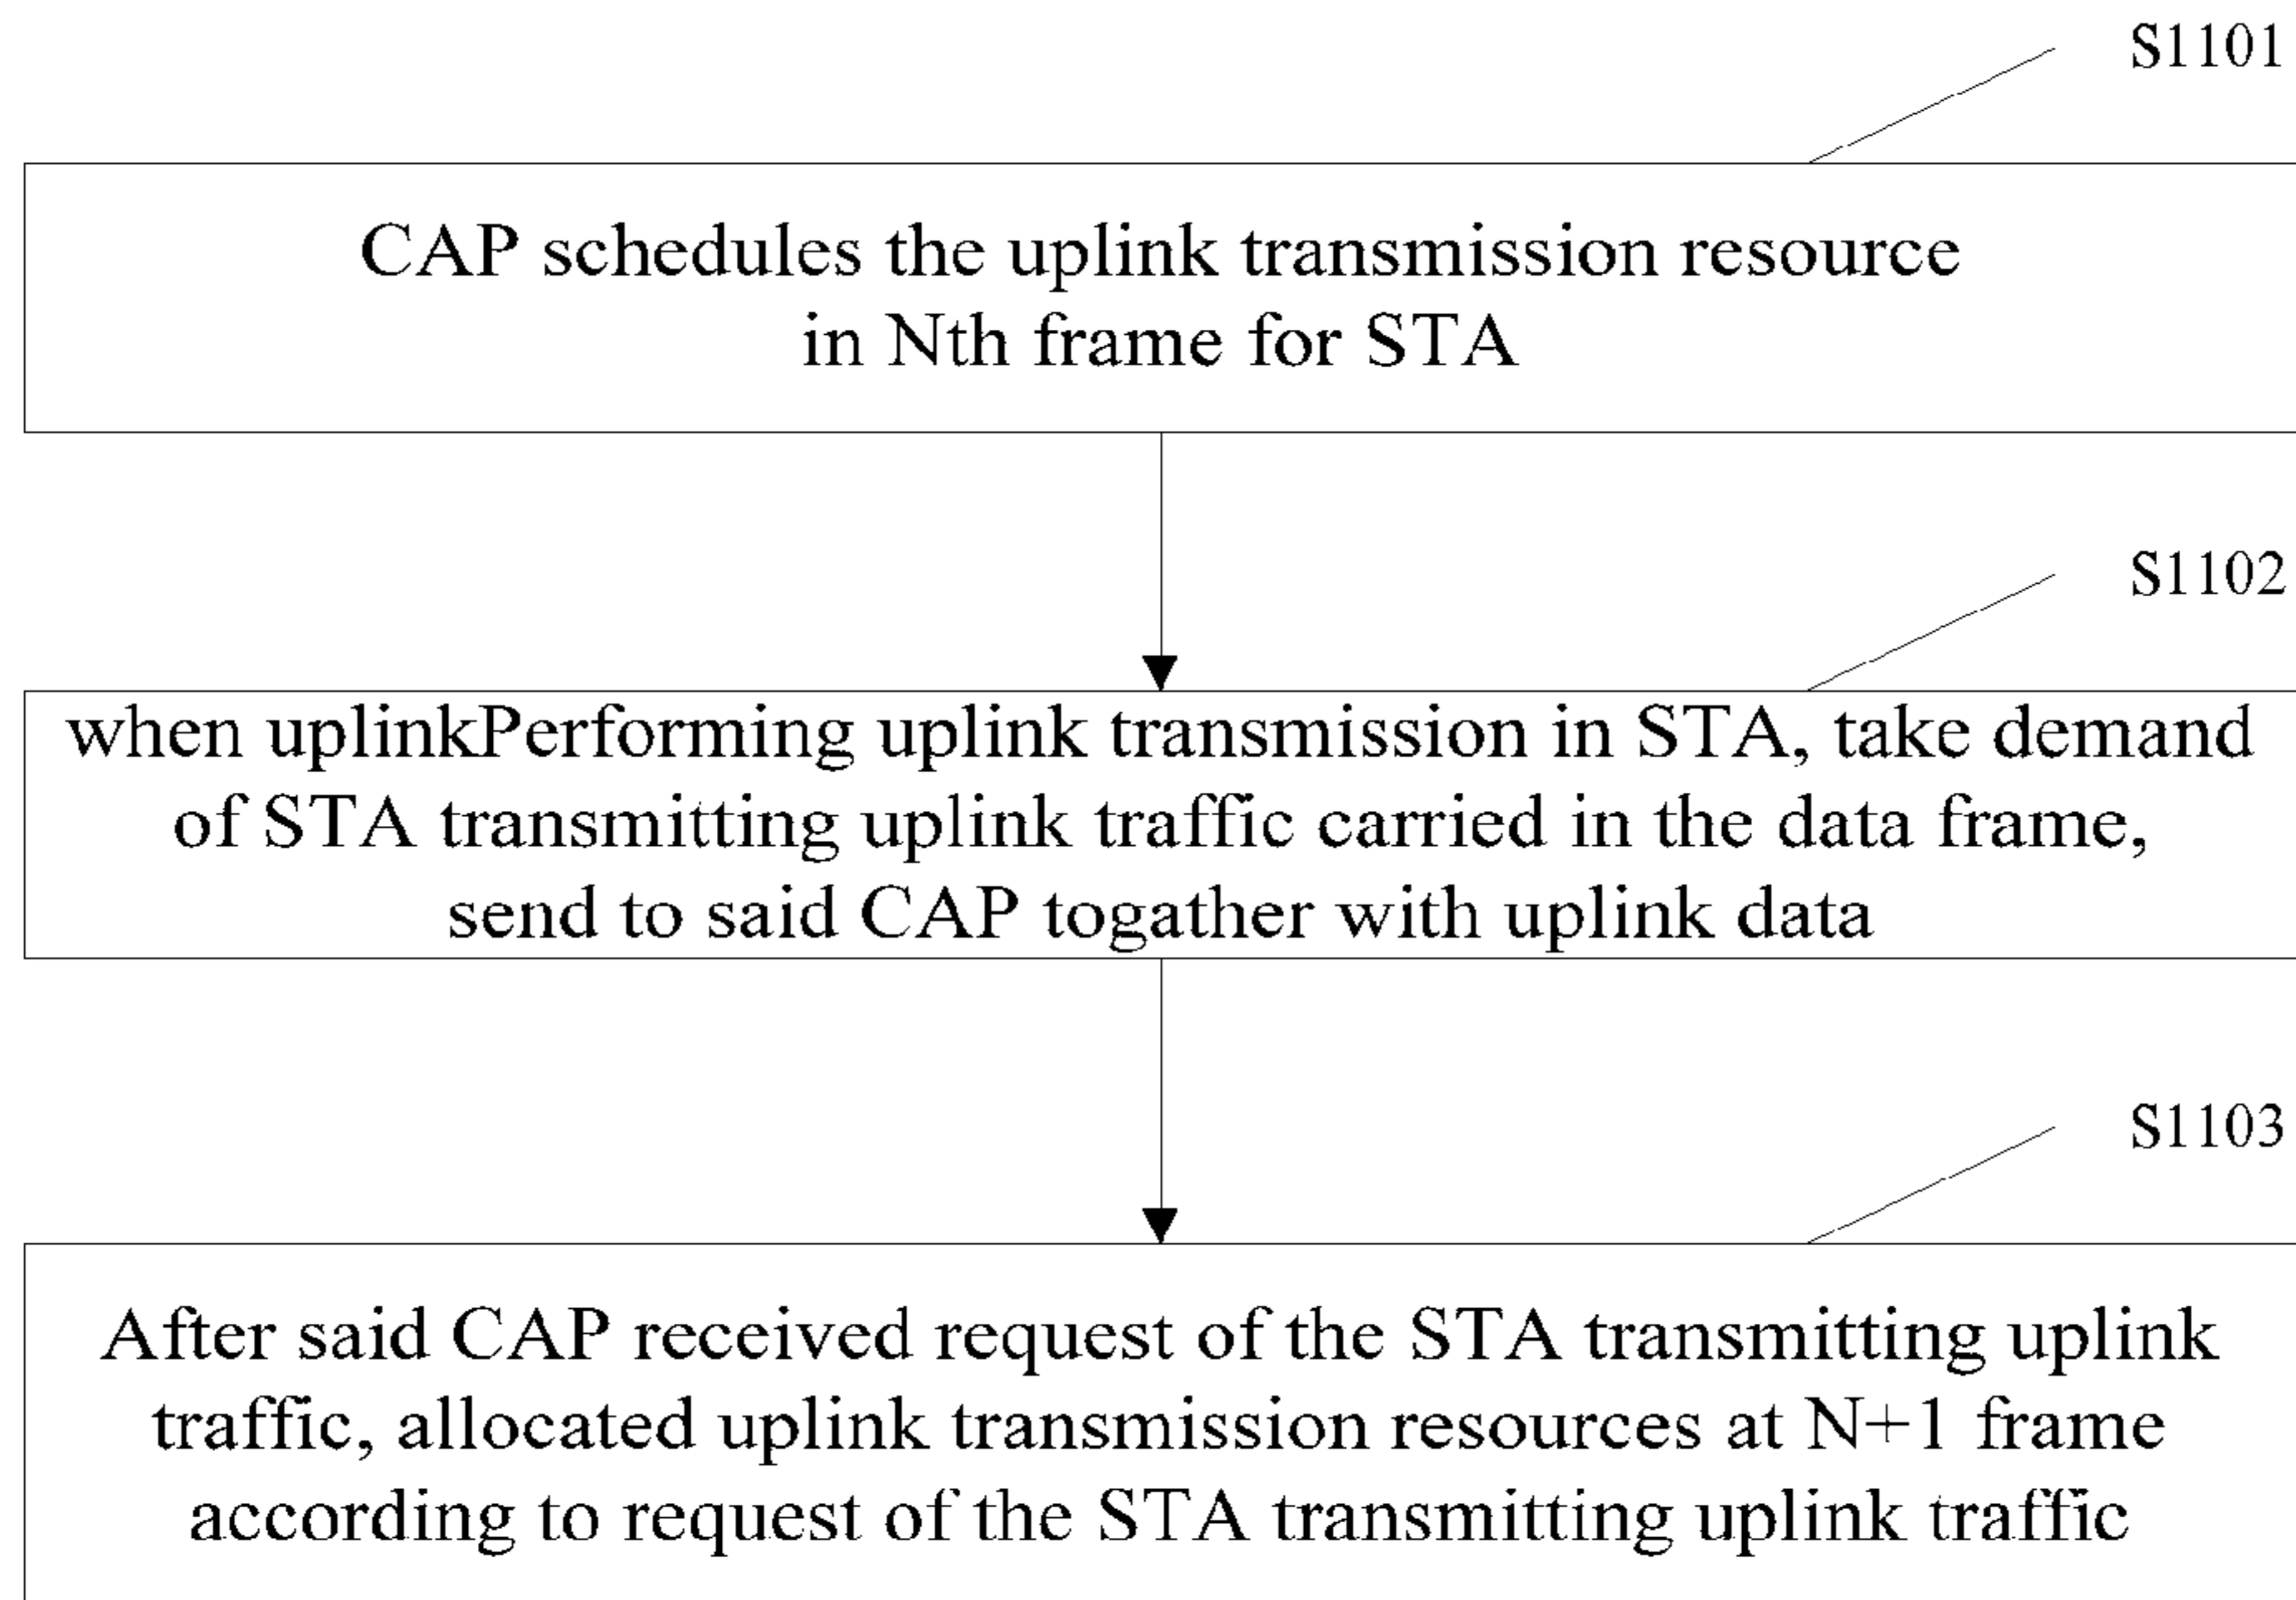 S1101
CAP schedules the uplink transmission resource
in Nth frame for STA
S1102
when uplinkPerforming uplink transmission in STA, take demand
of STA transmitting uplink traffic carried in the data frame,
send to said CAP togather with uplink data
S1103
After said CAP received request of the STA transmitting uplink
traffic, allocated uplink transmission resources at N+1 frame
according to request of the STA transmitting uplink traffic